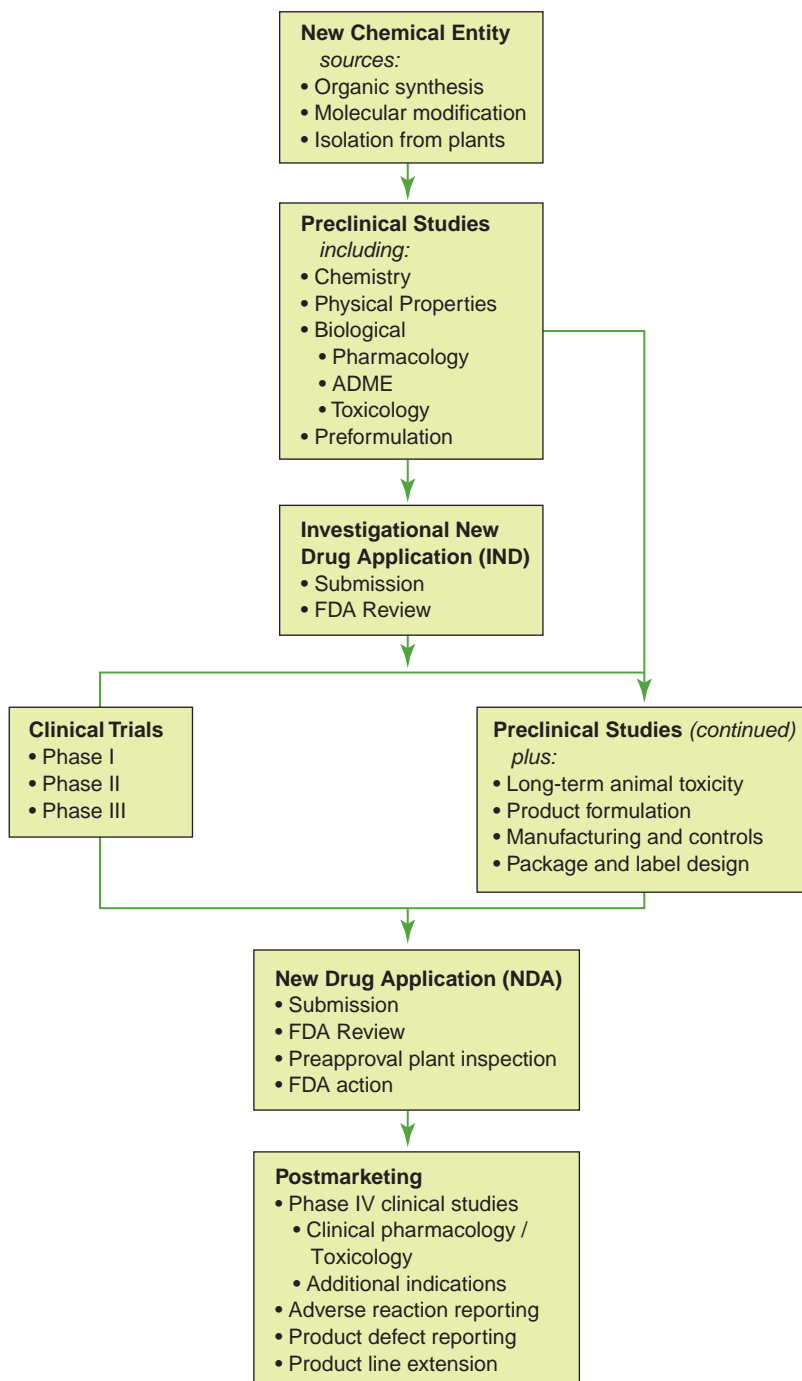 New Chemical Entity
sources:
• Organic synthesis
• Molecular modification
• Isolation from plants
Preclinical Studies
including:
• Chemistry
• Physical Properties
• Biological
• Pharmacology
• ADME
• Toxicology
• Preformulation
Investigational New
Drug Application (IND)
• Submission
• FDA Review
Clinical Trials
• Phase I
• Phase II
• Phase III
Preclinical Studies (continued)
plus:
• Long-term animal toxicity
• Product formulation
• Manufacturing and controls
• Package and label design
New Drug Application (NDA)
• Submission
• FDA Review
• Preapproval plant inspection
• FDA action
Postmarketing
• Phase IV clinical studies
• Clinical pharmacology /
Toxicology
• Additional indications
• Adverse reaction reporting
• Product defect reporting
• Product line extension